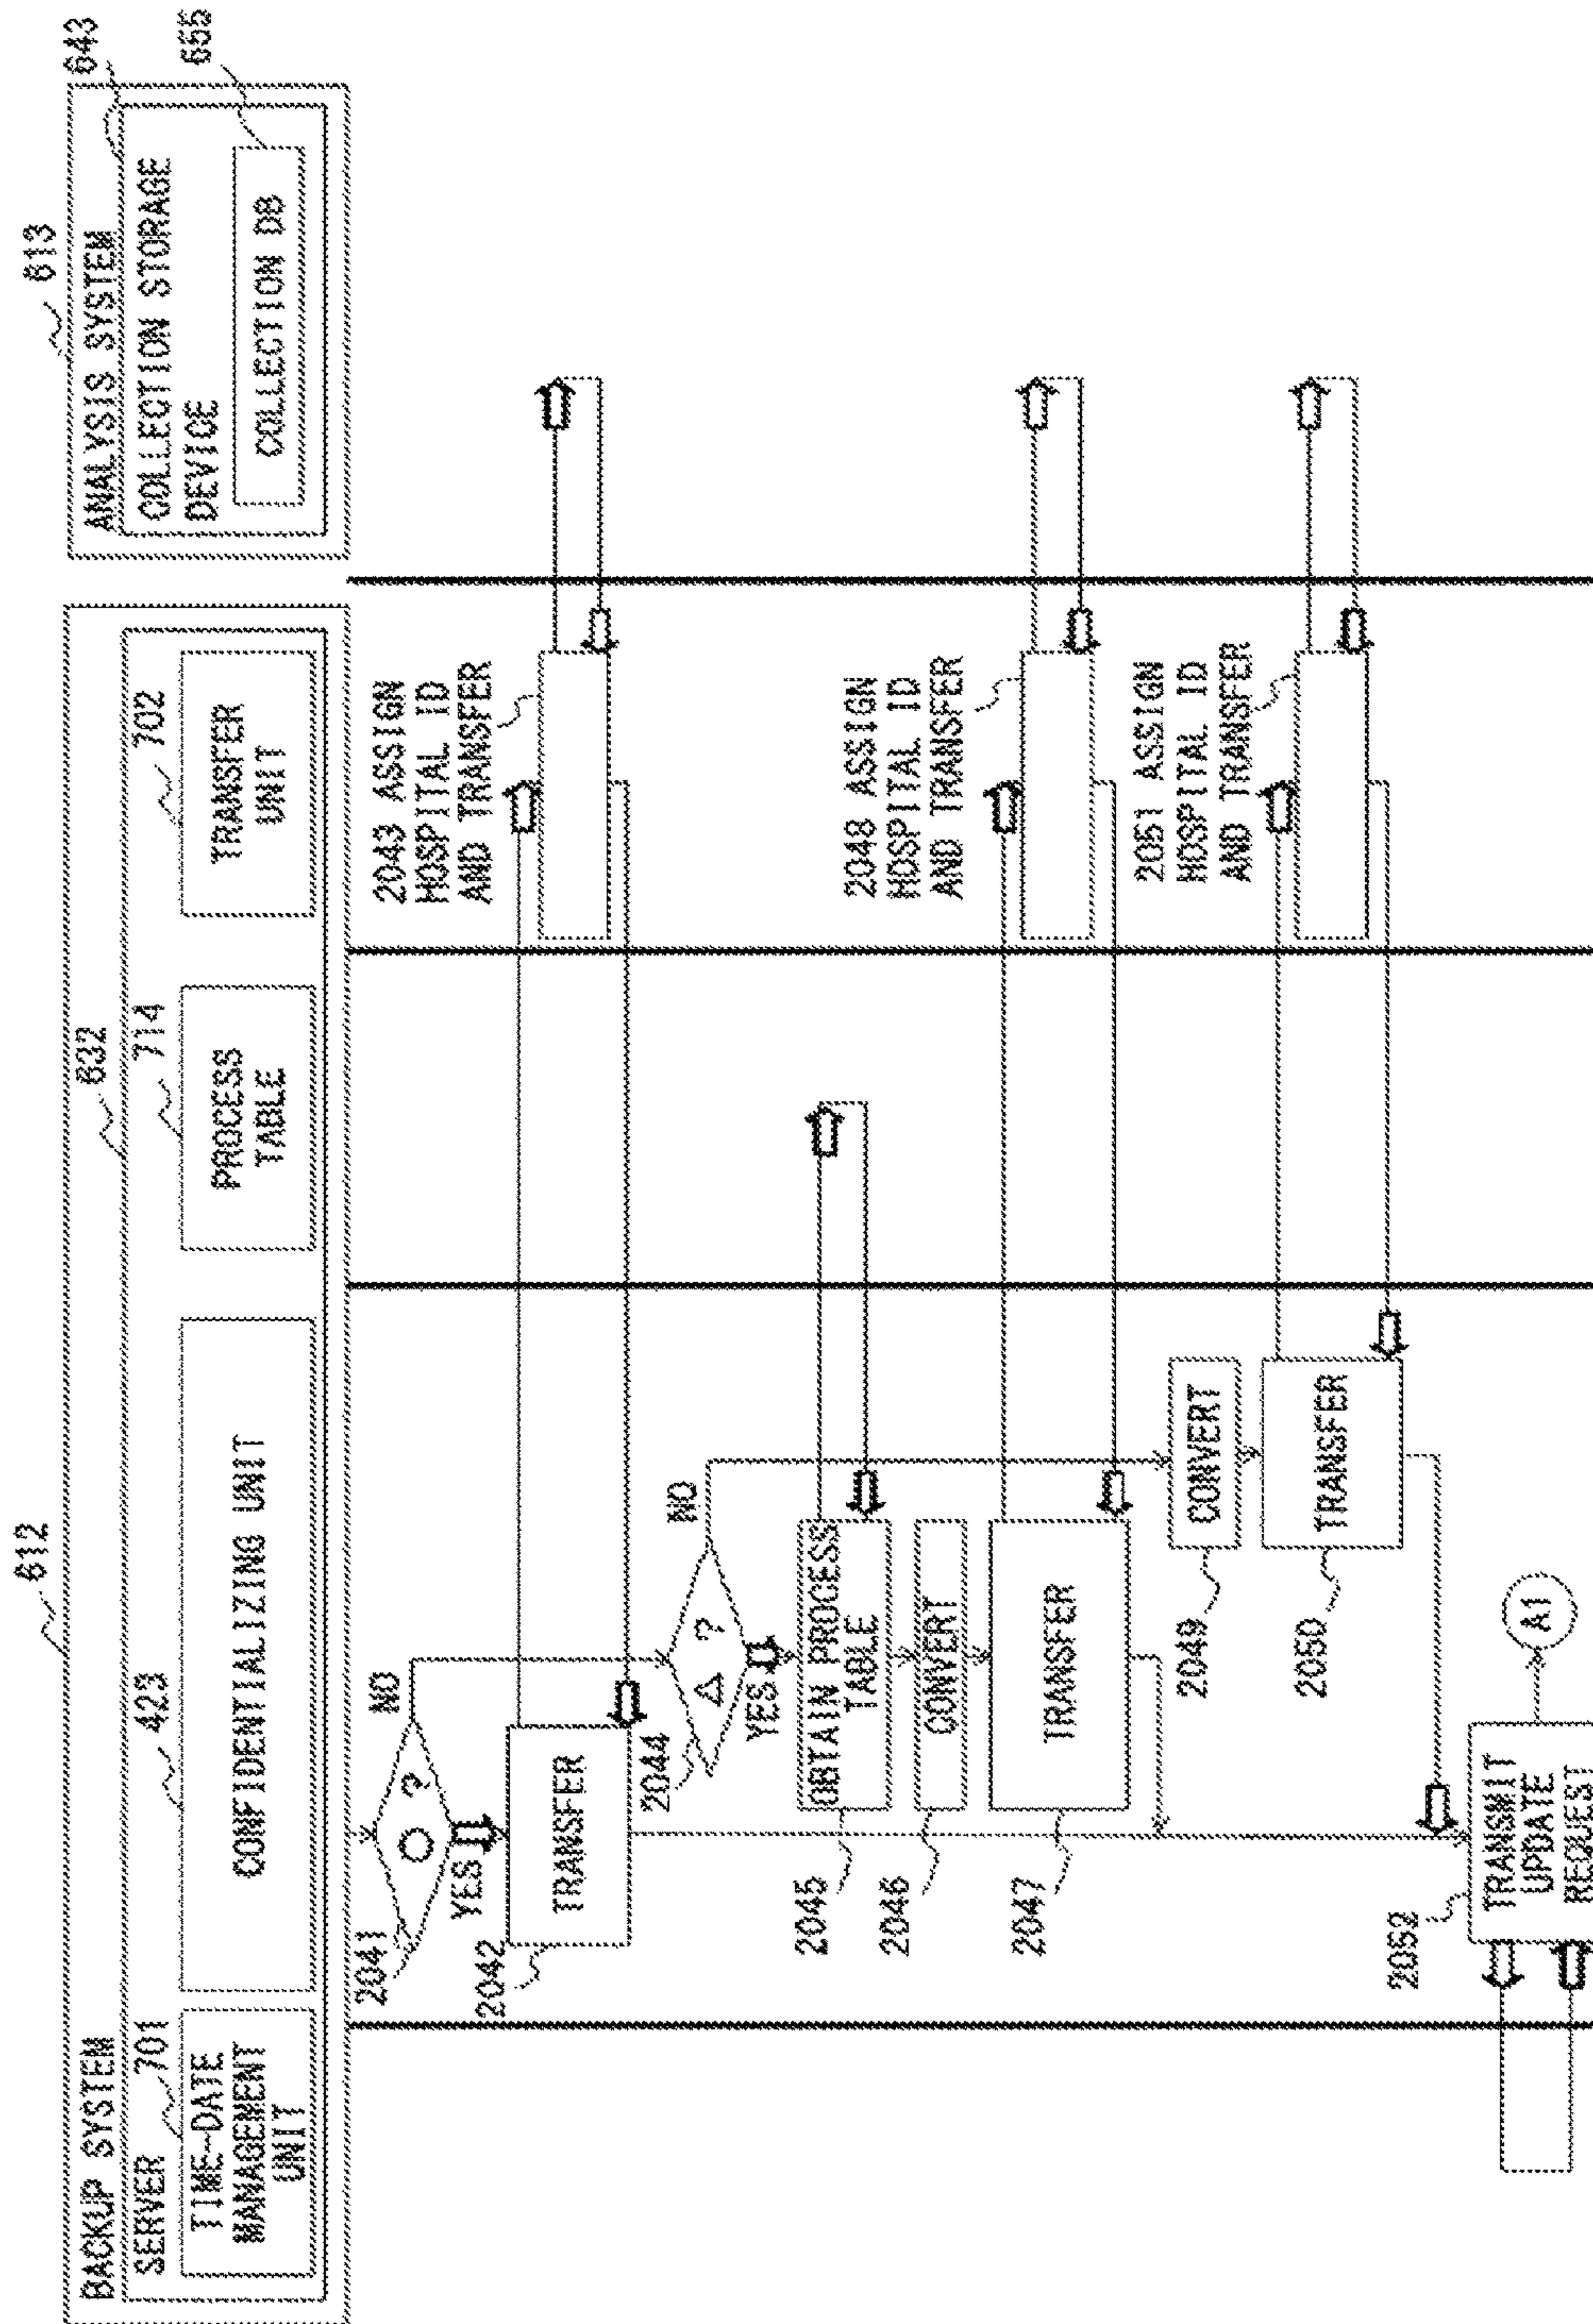 612
BACKUP SYSTEM
632
SERVER
701
TIME-DATE
MANAGEMENT
UNIT
423
CONFIDENTIALIZING UNIT
714
PROCESS
TABLE
702
TRANSFER
UNIT
613
ANALYSIS SYSTEM
643
COLLECTION STORAGE
DEVICE
655
COLLECTION DB
2041
○ ?
NO
YES
2042
TRANSFER
2043 ASSIGN
HOSPITAL ID
AND TRANSFER
2044
△ ?
NO
YES
2045
OBTAIN PROCESS
TABLE
2046
CONVERT
2047
TRANSFER
2048 ASSIGN
HOSPITAL ID
AND TRANSFER
2049
CONVERT
2050
TRANSFER
2051 ASSIGN
HOSPITAL ID
AND TRANSFER
2052
TRANSMIT
UPDATE
REQUEST
A1